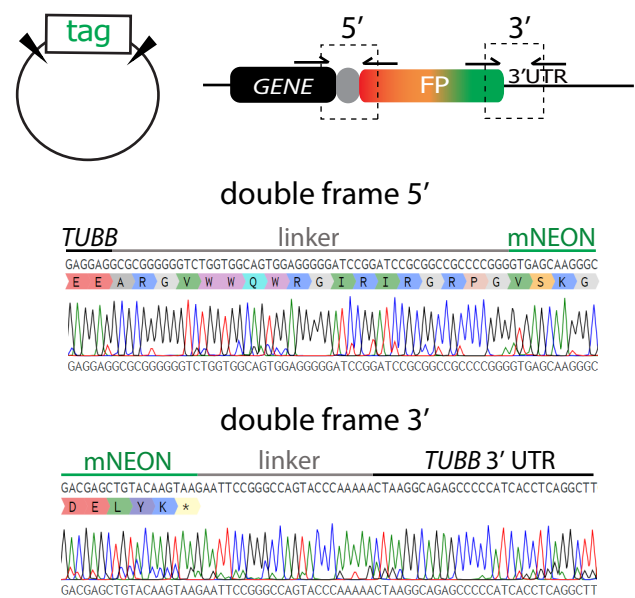 tag
5′
3′
GENE
FP
3′UTR
double frame 5′
TUBB
linker
mNEON
GAGGAGGCGCGGGGGGTCTGGTGGCAGTGGAGGGGGATCCGGATCCGCGGCCGCCCCGGGGTGAGCAAGGGC
E E A R G V W W Q W R G I R I R G R P G V S K G
GAGGAGGCGCGGGGGGTCTGGTGGCAGTGGAGGGGGATCCGGATCCGCGGCCGCCCCGGGGTGAGCAAGGGC
double frame 3′
mNEON
linker
TUBB 3′ UTR
GACGAGCTGTACAAGTAAGAATTCCGGGCCAGTACCCAAAAACTAAGGCAGAGCCCCCATCACCTCAGGCTT
D E L Y K *
GACGAGCTGTACAAGTAAGAATTCCGGGCCAGTACCCAAAAACTAAGGCAGAGCCCCCATCACCTCAGGCTT